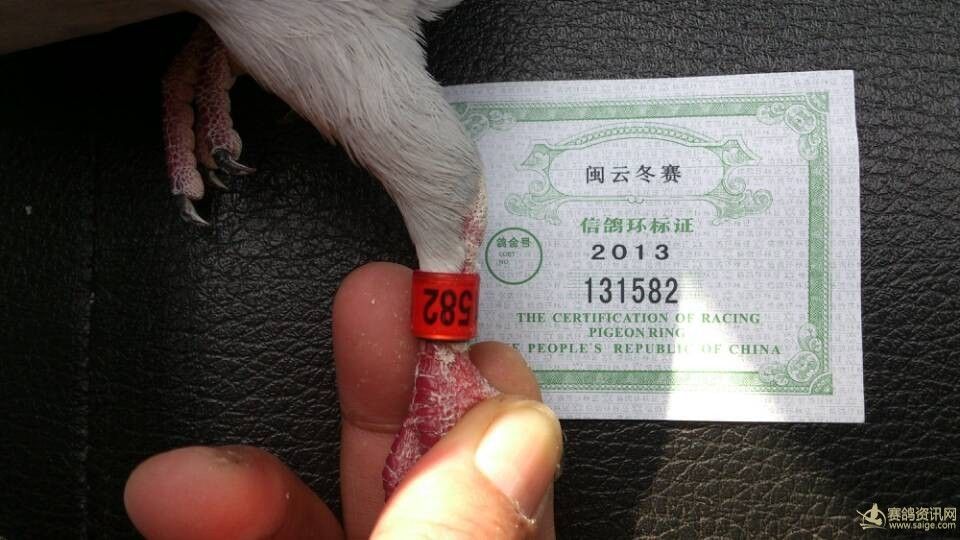 闽云冬赛
信鸽环标证
鸽会号
2013
131582
THE CERTIFICATION OF RACING
PIGEON RING
PEOPLE'S REPUBLIC OF CHINA
582
赛鸽资讯网
www.saige.com